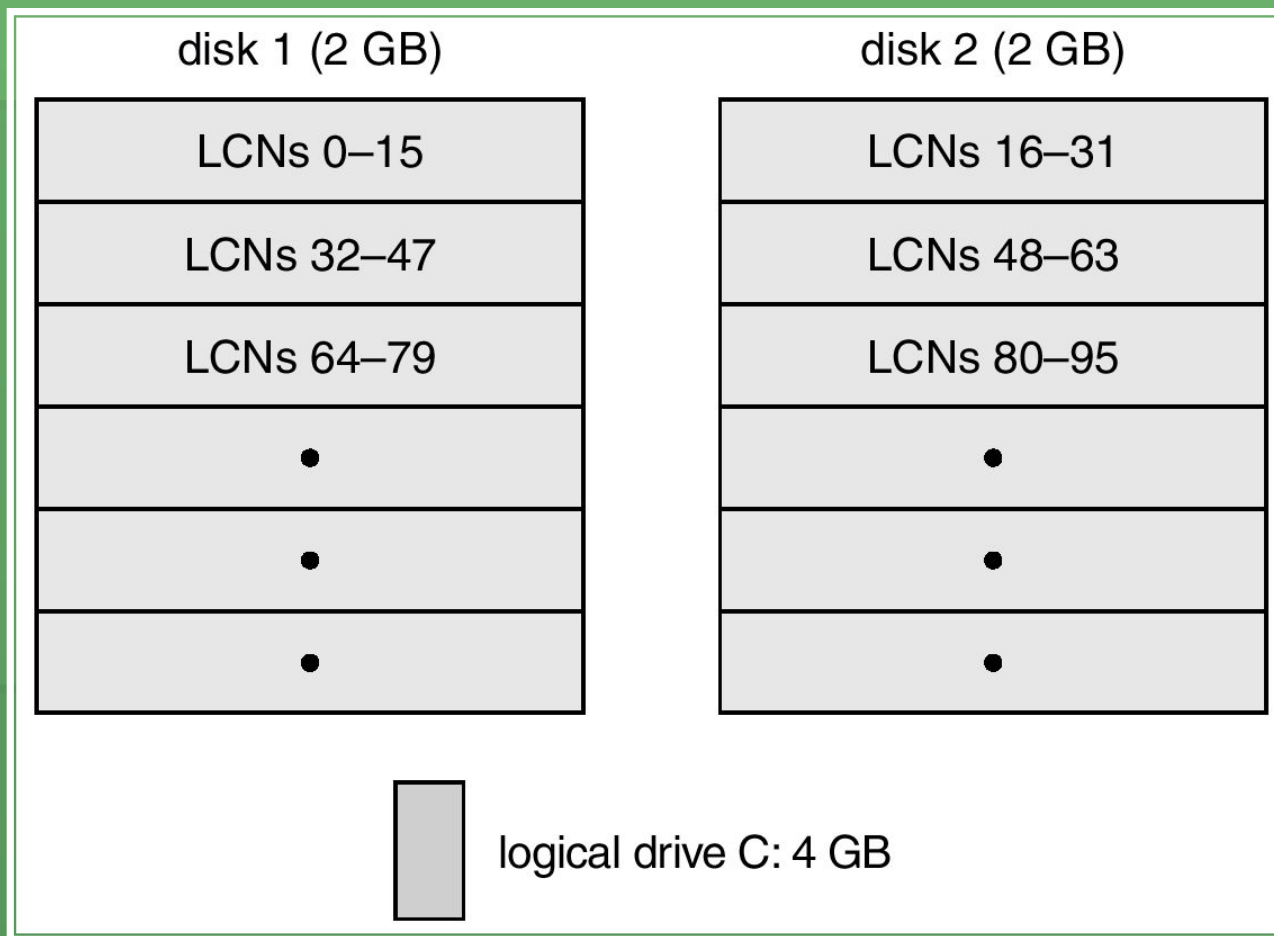 disk 1 (2 GB)
disk 2 (2 GB)
LCNs 0–15
LCNs 16–31
LCNs 32–47
LCNs 48–63
LCNs 64–79
LCNs 80–95
logical drive C: 4 GB